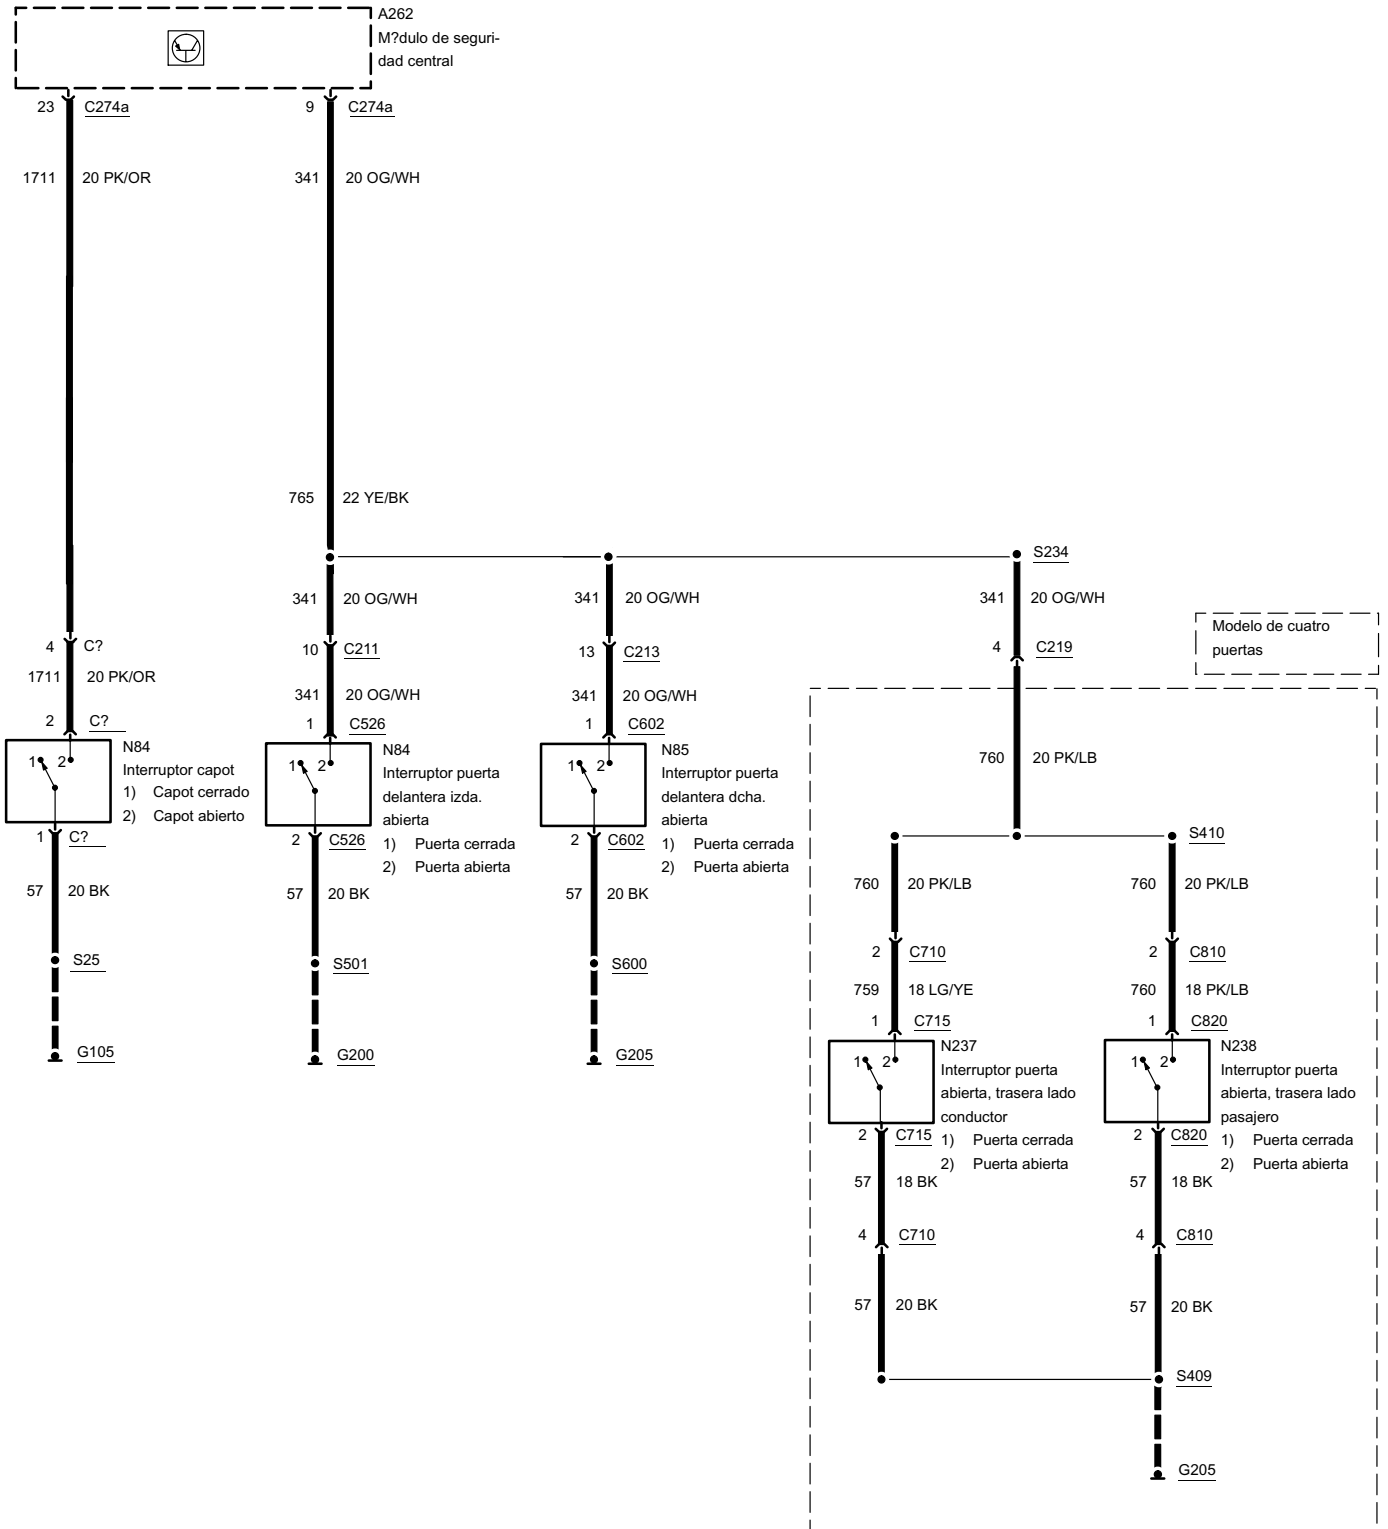 A262
M?dulo de seguri-
dad central
23 C274a
9 C274a
1711 20 PK/OR
341 20 OG/WH
765 22 YE/BK
S234
341 20 OG/WH
341 20 OG/WH
341 20 OG/WH
Modelo de cuatro
puertas
4 C?
10 C211
13 C213
4 C219
1711 20 PK/OR
341 20 OG/WH
341 20 OG/WH
2 C?
1 C526
1 C602
760 20 PK/LB
1 2
N84
Interruptor capot
1) Capot cerrado
2) Capot abierto
1 2
N84
Interruptor puerta
delantera izda.
abierta
1) Puerta cerrada
2) Puerta abierta
1 2
N85
Interruptor puerta
delantera dcha.
abierta
1) Puerta cerrada
2) Puerta abierta
1 C?
2 C526
2 C602
S410
57 20 BK
57 20 BK
57 20 BK
760 20 PK/LB
760 20 PK/LB
S25
S501
S600
2 C710
2 C810
759 18 LG/YE
760 18 PK/LB
1 C715
1 C820
G105
G200
G205
1 2
N237
Interruptor puerta
abierta, trasera lado
conductor
1) Puerta cerrada
2) Puerta abierta
1 2
N238
Interruptor puerta
abierta, trasera lado
pasajero
1) Puerta cerrada
2) Puerta abierta
2 C715
2 C820
57 18 BK
57 18 BK
4 C710
4 C810
57 20 BK
57 20 BK
S409
G205